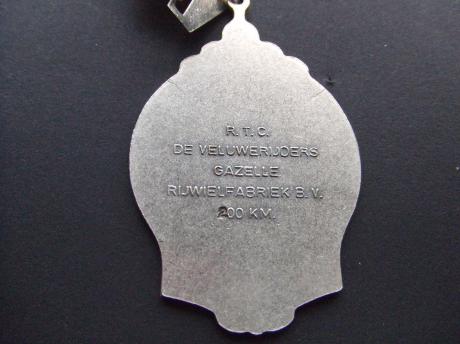 R.T.C.
DE VELUWERIJDERS
GAZELLE
RIJWIELFABRIEK B.V.
200 KM.